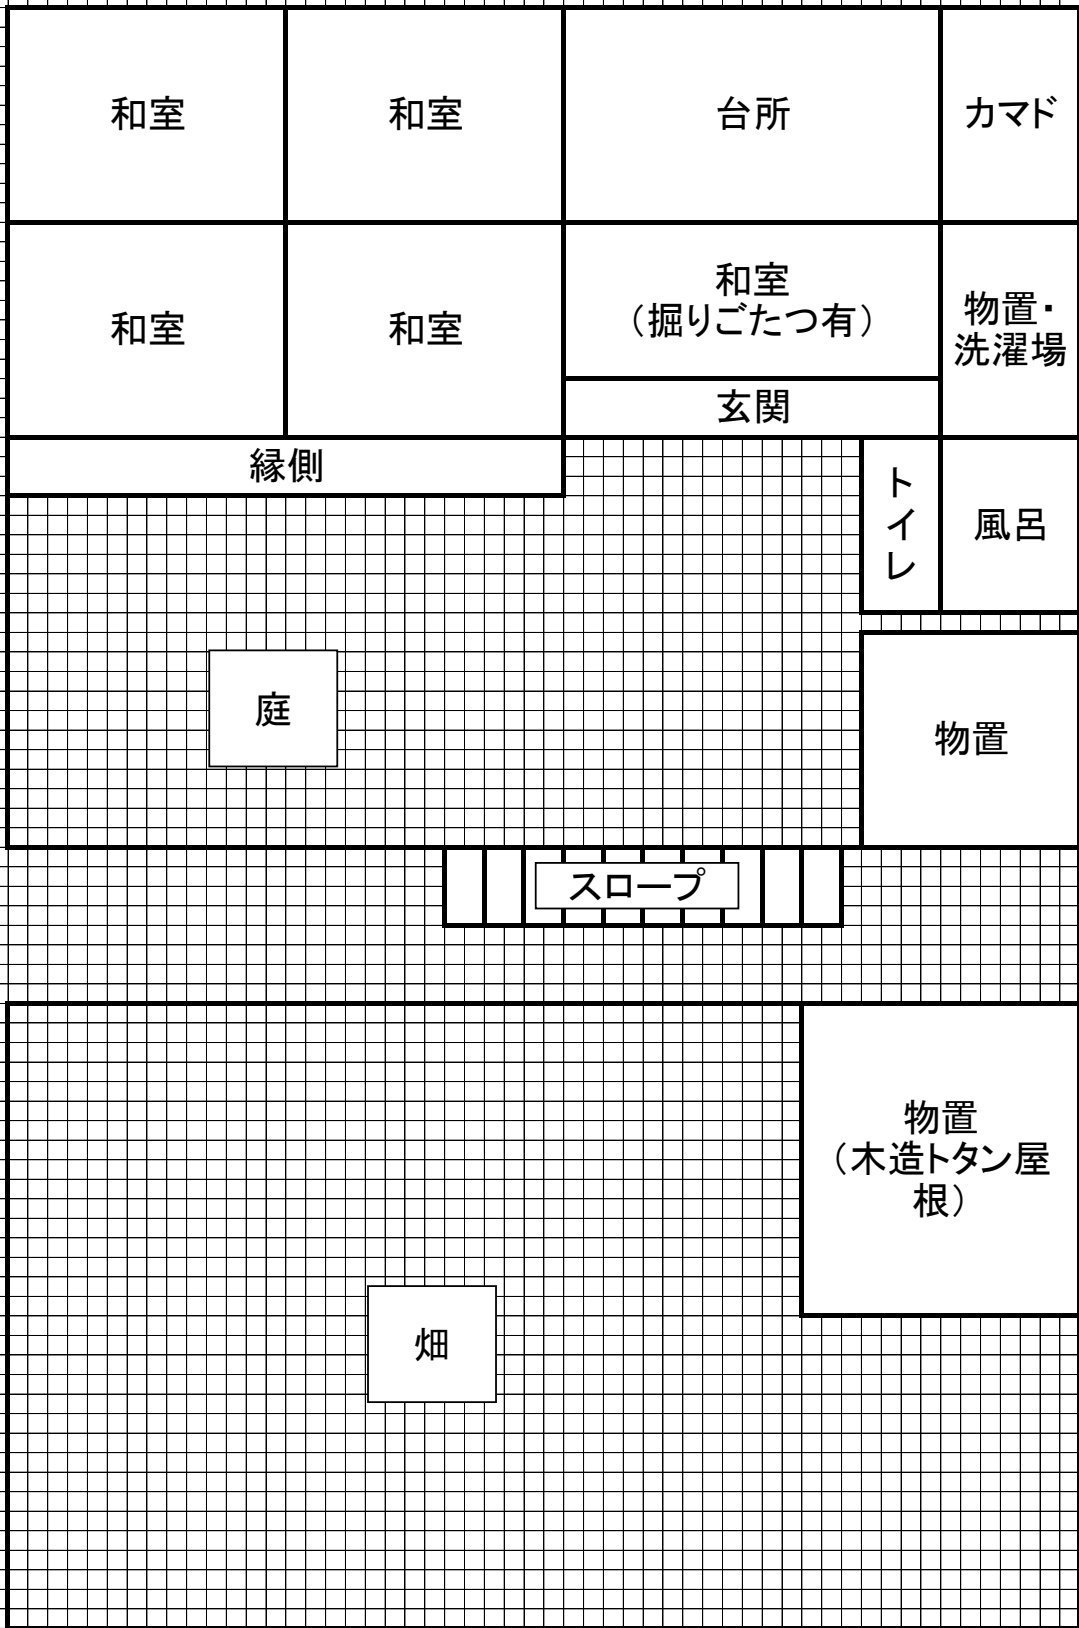 和室
和室
台所
カマド
和室
和室
和室
（掘りごたつ有）
物置・
洗濯場
玄関
縁側
トイレ
風呂
庭
物置
スロープ
物置
（木造トタン屋
根）
畑